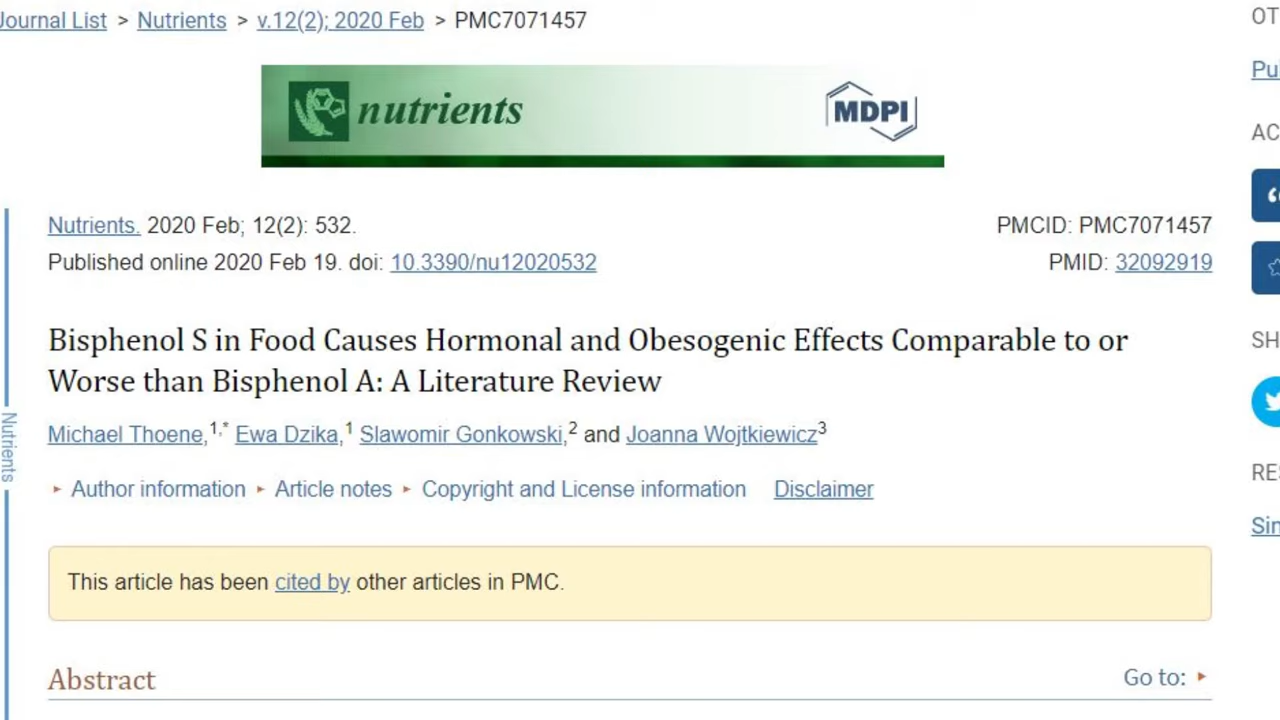 Journal List > Nutrients > v.12(2); 2020 Feb > PMC7071457
nutrients
MDPI
Nutrients. 2020 Feb; 12(2): 532.
PMCID: PMC7071457
Published online 2020 Feb 19. doi: 10.3390/nu12020532
PMID: 32092919
Bisphenol S in Food Causes Hormonal and Obesogenic Effects Comparable to or
Worse than Bisphenol A: A Literature Review
Michael Thoene,1,* Ewa Dzika,1 Slawomir Gonkowski,2 and Joanna Wojtkiewicz3
Author information Article notes Copyright and License information Disclaimer
This article has been cited by other articles in PMC.
Abstract
Go to:
Nutrients